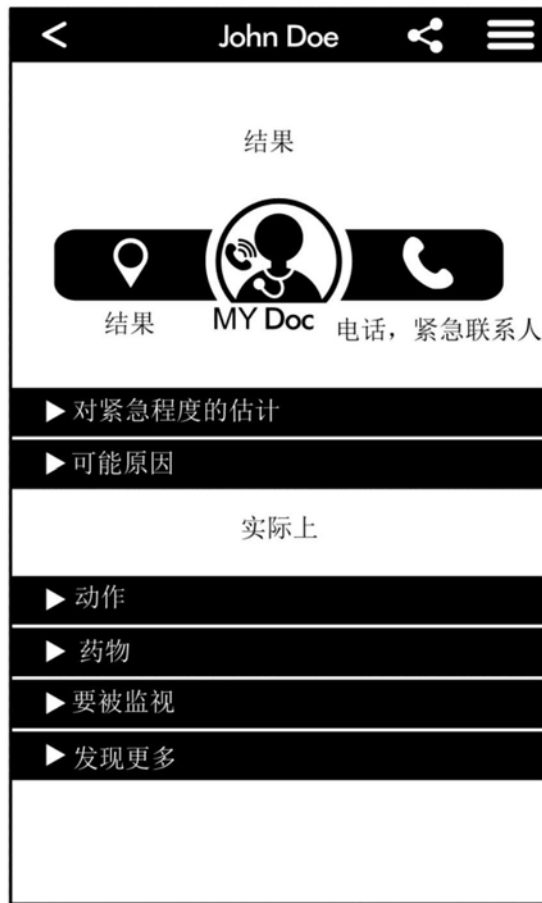 John Doe
结果
结果
MY Doc
电话，紧急联系人
对紧急程度的估计
可能原因
实际上
动作
药物
要被监视
发现更多